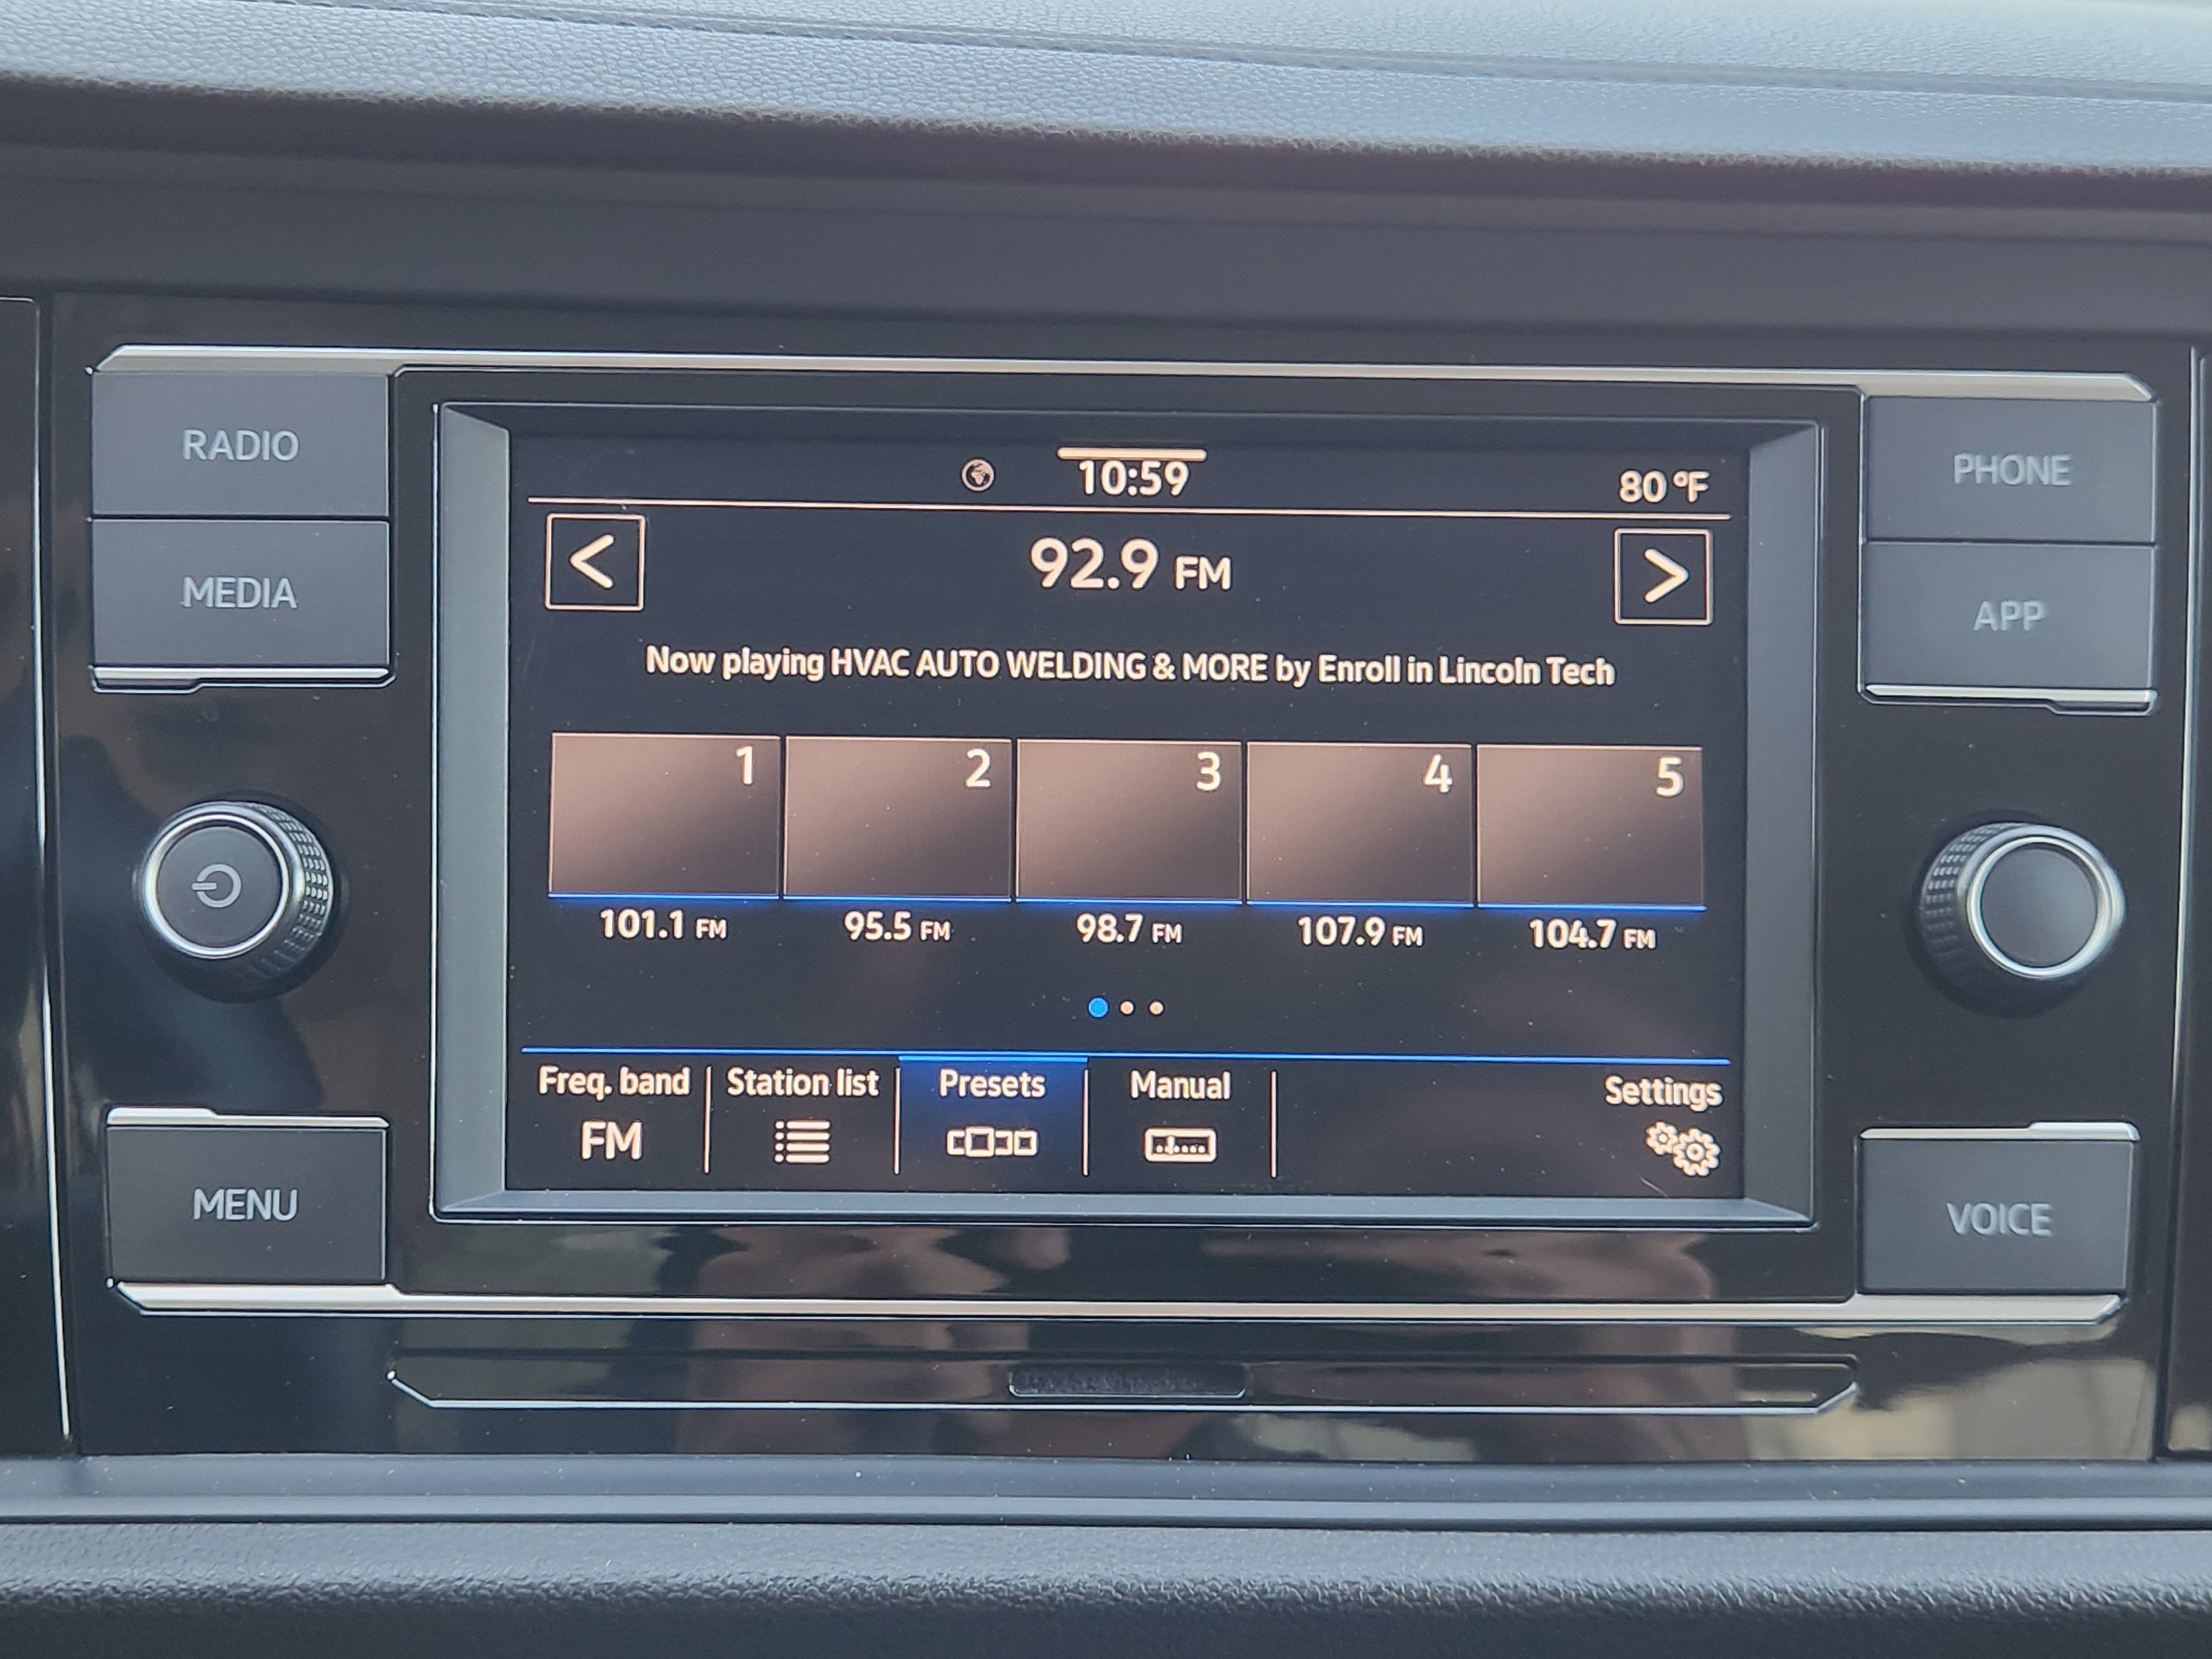 RADIO
MEDIA
MENU
10:59
80 °F
<
92.9 FM
>
Now playing HVAC AUTO WELDING & MORE by Enroll in Lincoln Tech
1 2 3 4 5
101.1 FM 95.5 FM 98.7 FM 107.9 FM 104.7 FM
Freq. band Station list Presets Manual Settings
FM
PHONE
APP
VOICE